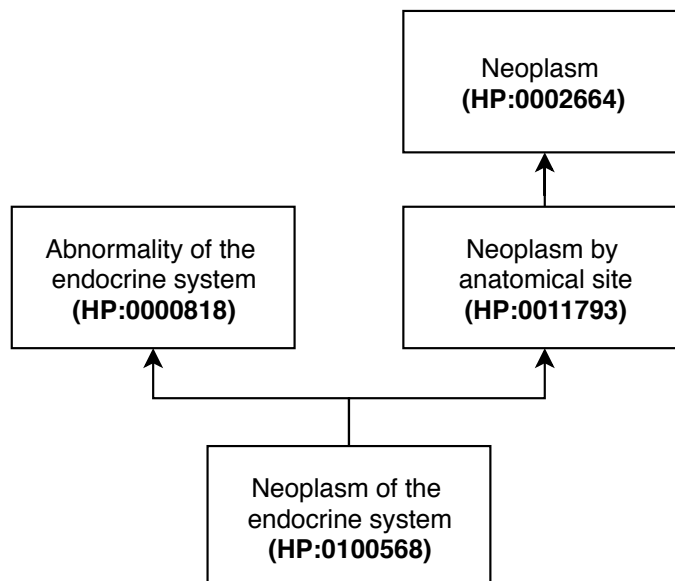 Neoplasm
(HP:0002664)
Abnormality of the
endocrine system
(HP:0000818)
Neoplasm by
anatomical site
(HP:0011793)
Neoplasm of the
endocrine system
(HP:0100568)